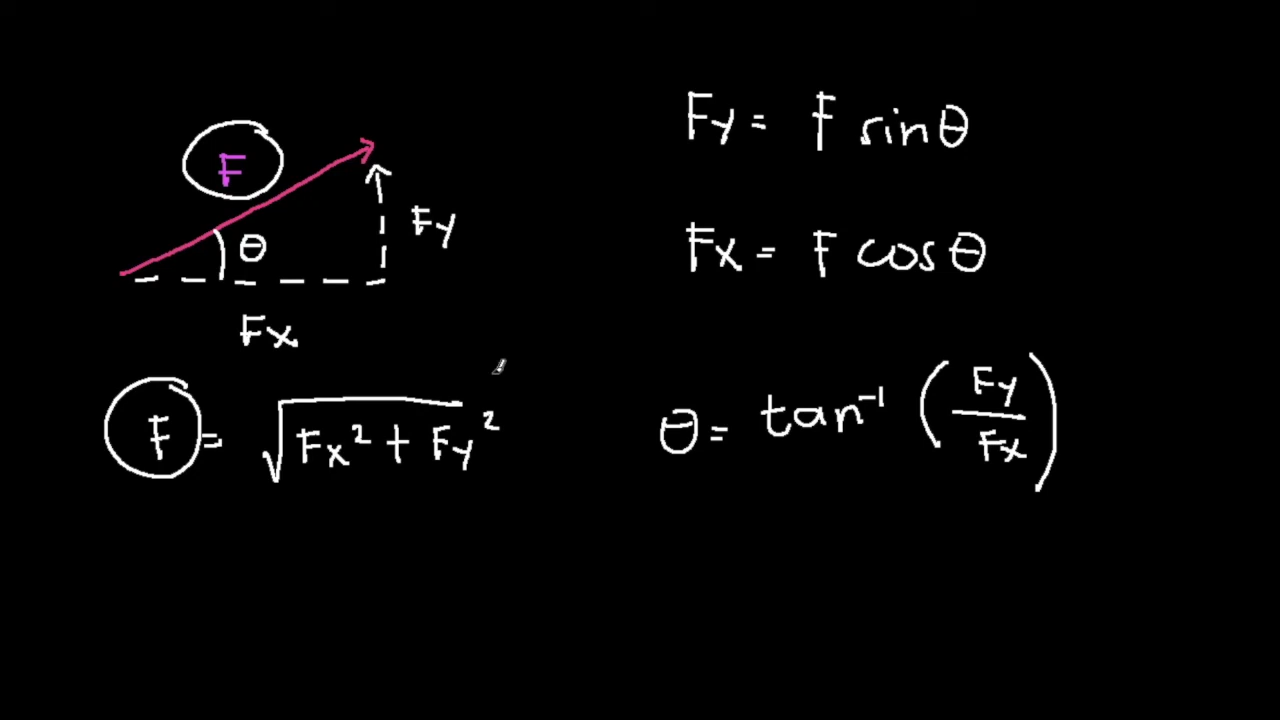 F
θ
Fy
Fx
F = √Fx² + Fy²
Fy = F sinθ
Fx = F cosθ
θ = tan⁻¹ (Fy/Fx)